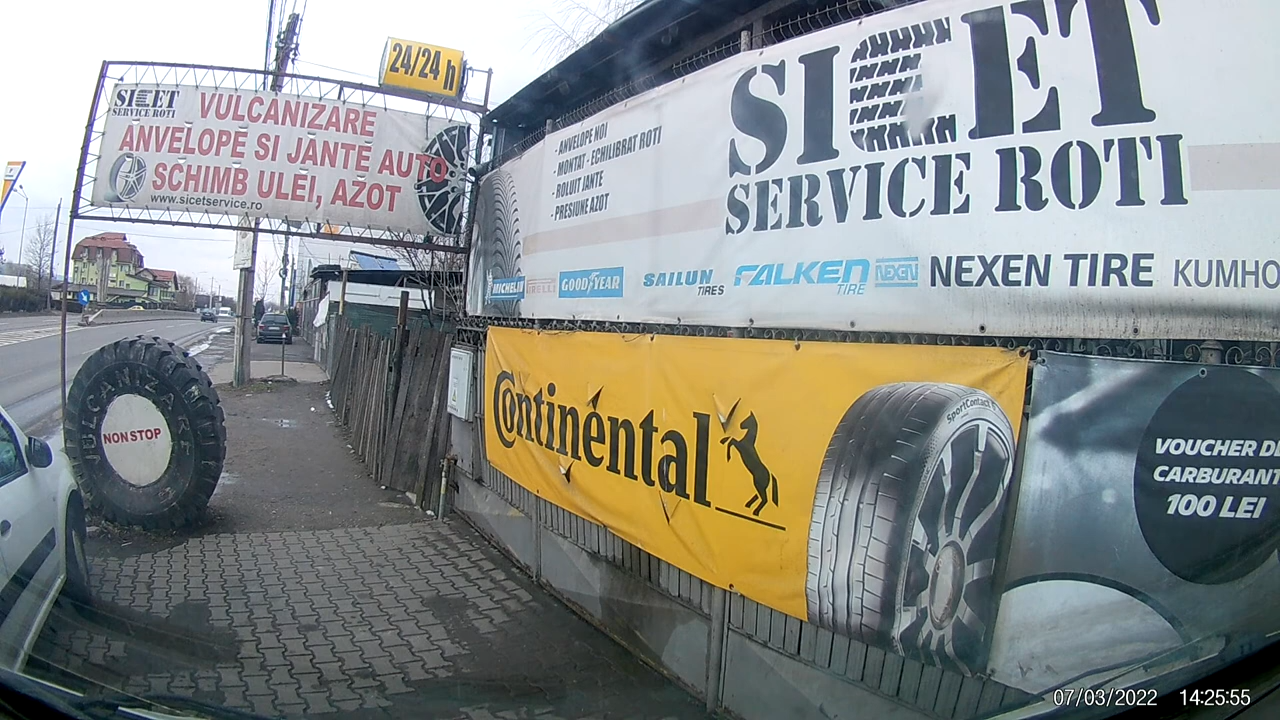 24/24 h
SICET
SERVICE ROTI
VULCANIZARE
ANVELOPE SI JANTE AUTO
SCHIMB ULEI, AZOT
www.sicetservice.ro
- ANVELOPE NOI
- MONTAT - ECHILIBRAT ROTI
- ROLUIT JANTE
- PRESIUNE AZOT
SICET
SERVICE ROTI
MICHELIN
PIRELLI
GOODYEAR
SAILUN
TIRES
FALKEN
TIRE
NEXEN
NEXEN TIRE
KUMHO
VULCANIZARE
NON STOP
Continental
SportContact
VOUCHER DE
CARBURANT
100 LEI
07/03/2022 14:25:55